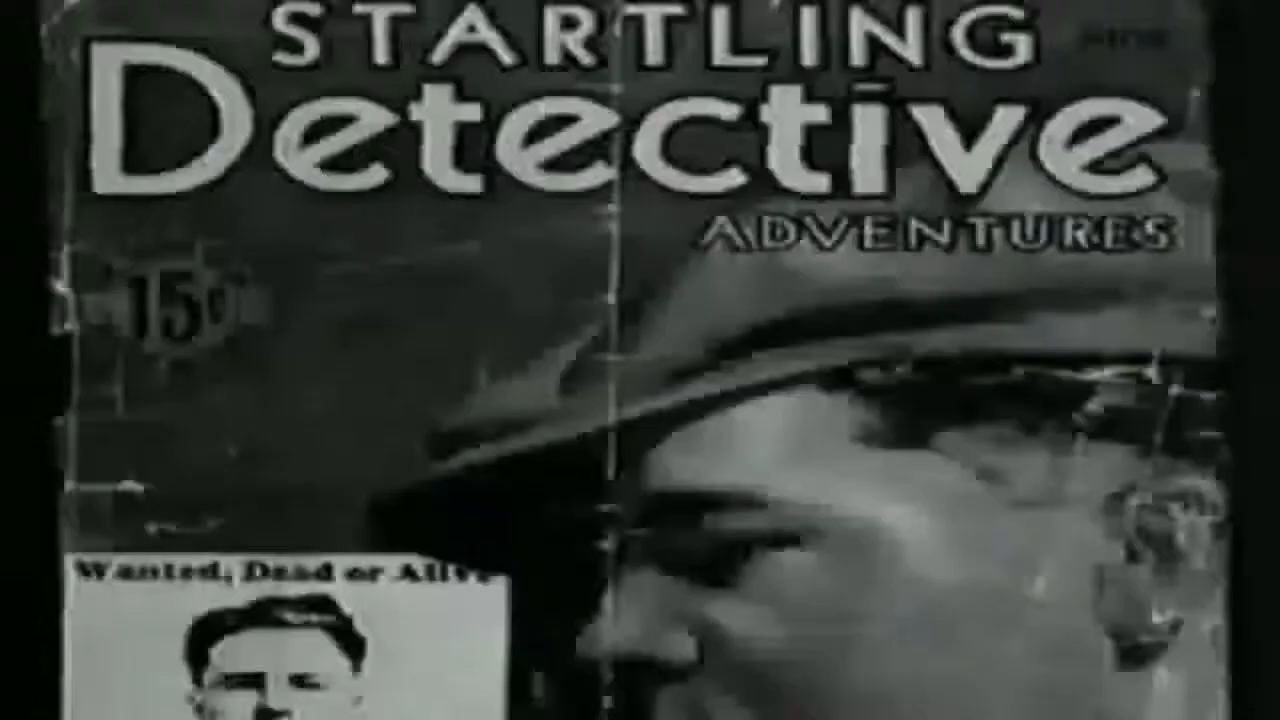 STARTLING
Detective
ADVENTURES
15¢
Wanted, Dead or Alive